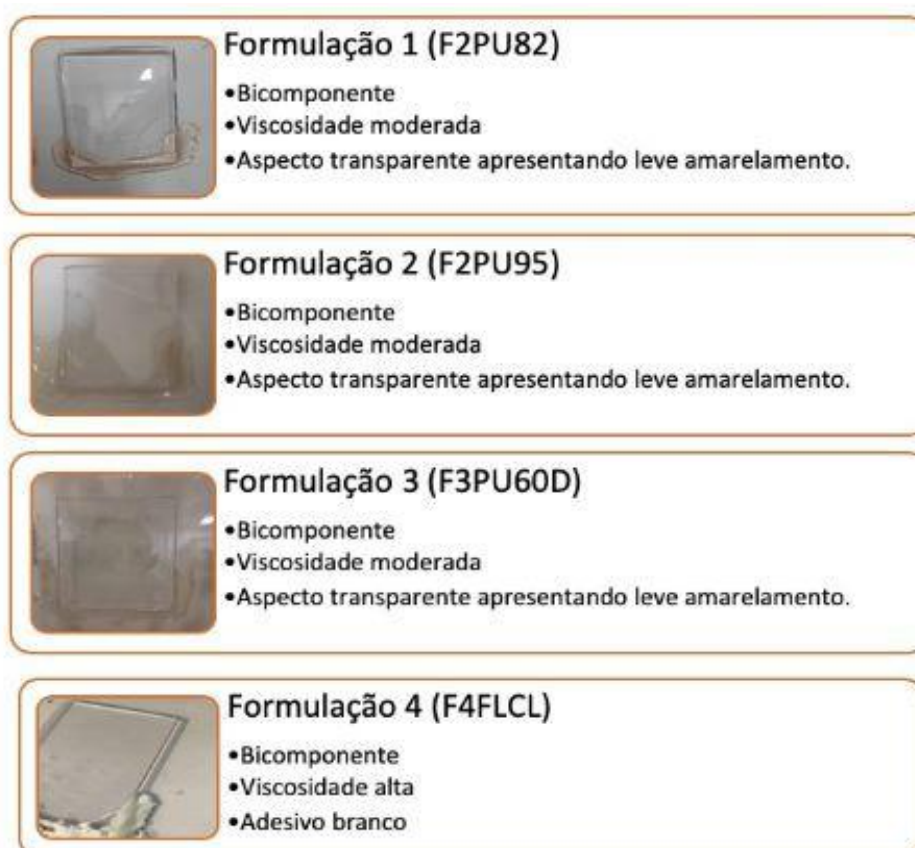 Formulação 1 (F2PU82)
•Bicomponente
•Viscosidade moderada
•Aspecto transparente apresentando leve amarelamento.
Formulação 2 (F2PU95)
•Bicomponente
•Viscosidade moderada
•Aspecto transparente apresentando leve amarelamento.
Formulação 3 (F3PU60D)
•Bicomponente
•Viscosidade moderada
•Aspecto transparente apresentando leve amarelamento.
Formulação 4 (F4FLCL)
•Bicomponente
•Viscosidade alta
•Adesivo branco